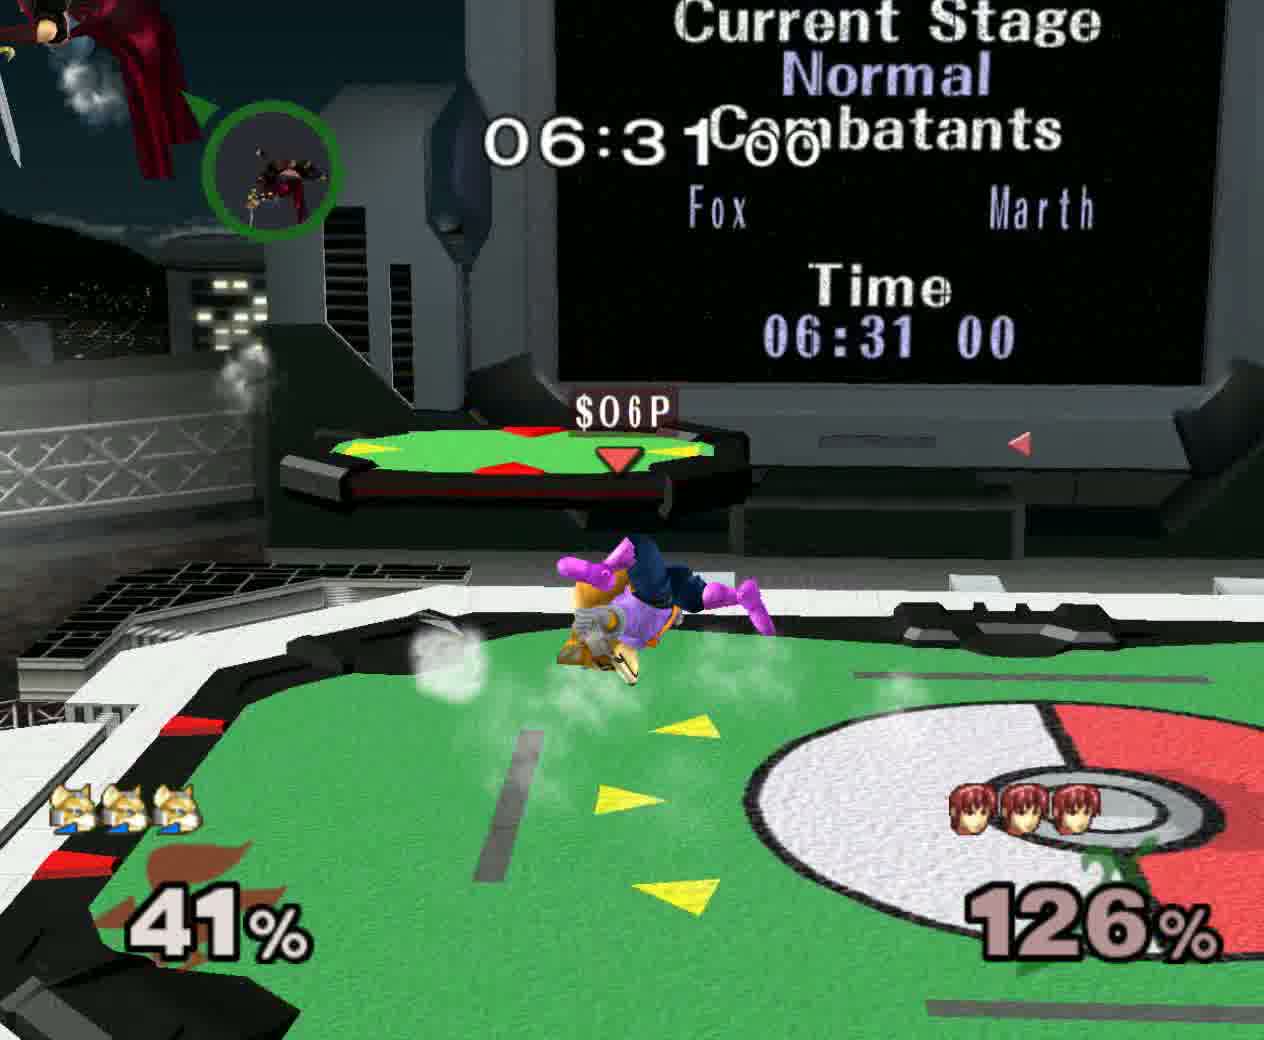 Current Stage
Normal
06:31 00
Combatants
Fox Marth
Time
06:31 00
$06P
41%
126%